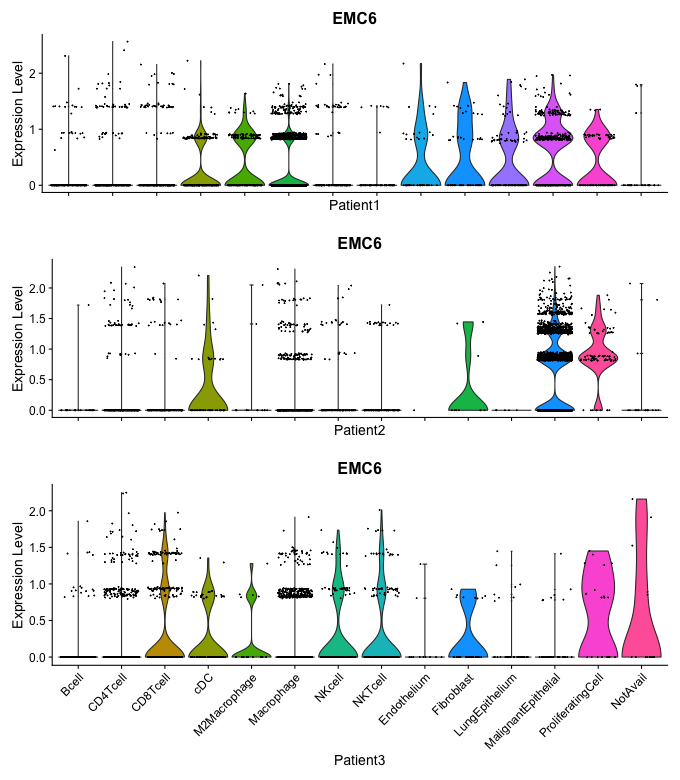 EMC6
Expression Level
2
1
0
Patient1
EMC6
Expression Level
2.0
1.5
1.0
0.5
0.0
Patient2
EMC6
Expression Level
2.0
1.5
1.0
0.5
0.0
Bcell
CD4Tcell
CD8Tcell
cDC
M2Macrophage
Macrophage
NKcell
NKTcell
Endothelium
Fibroblast
LungEpithelium
MalignantEpithelial
ProliferatingCell
NotAvail
Patient3